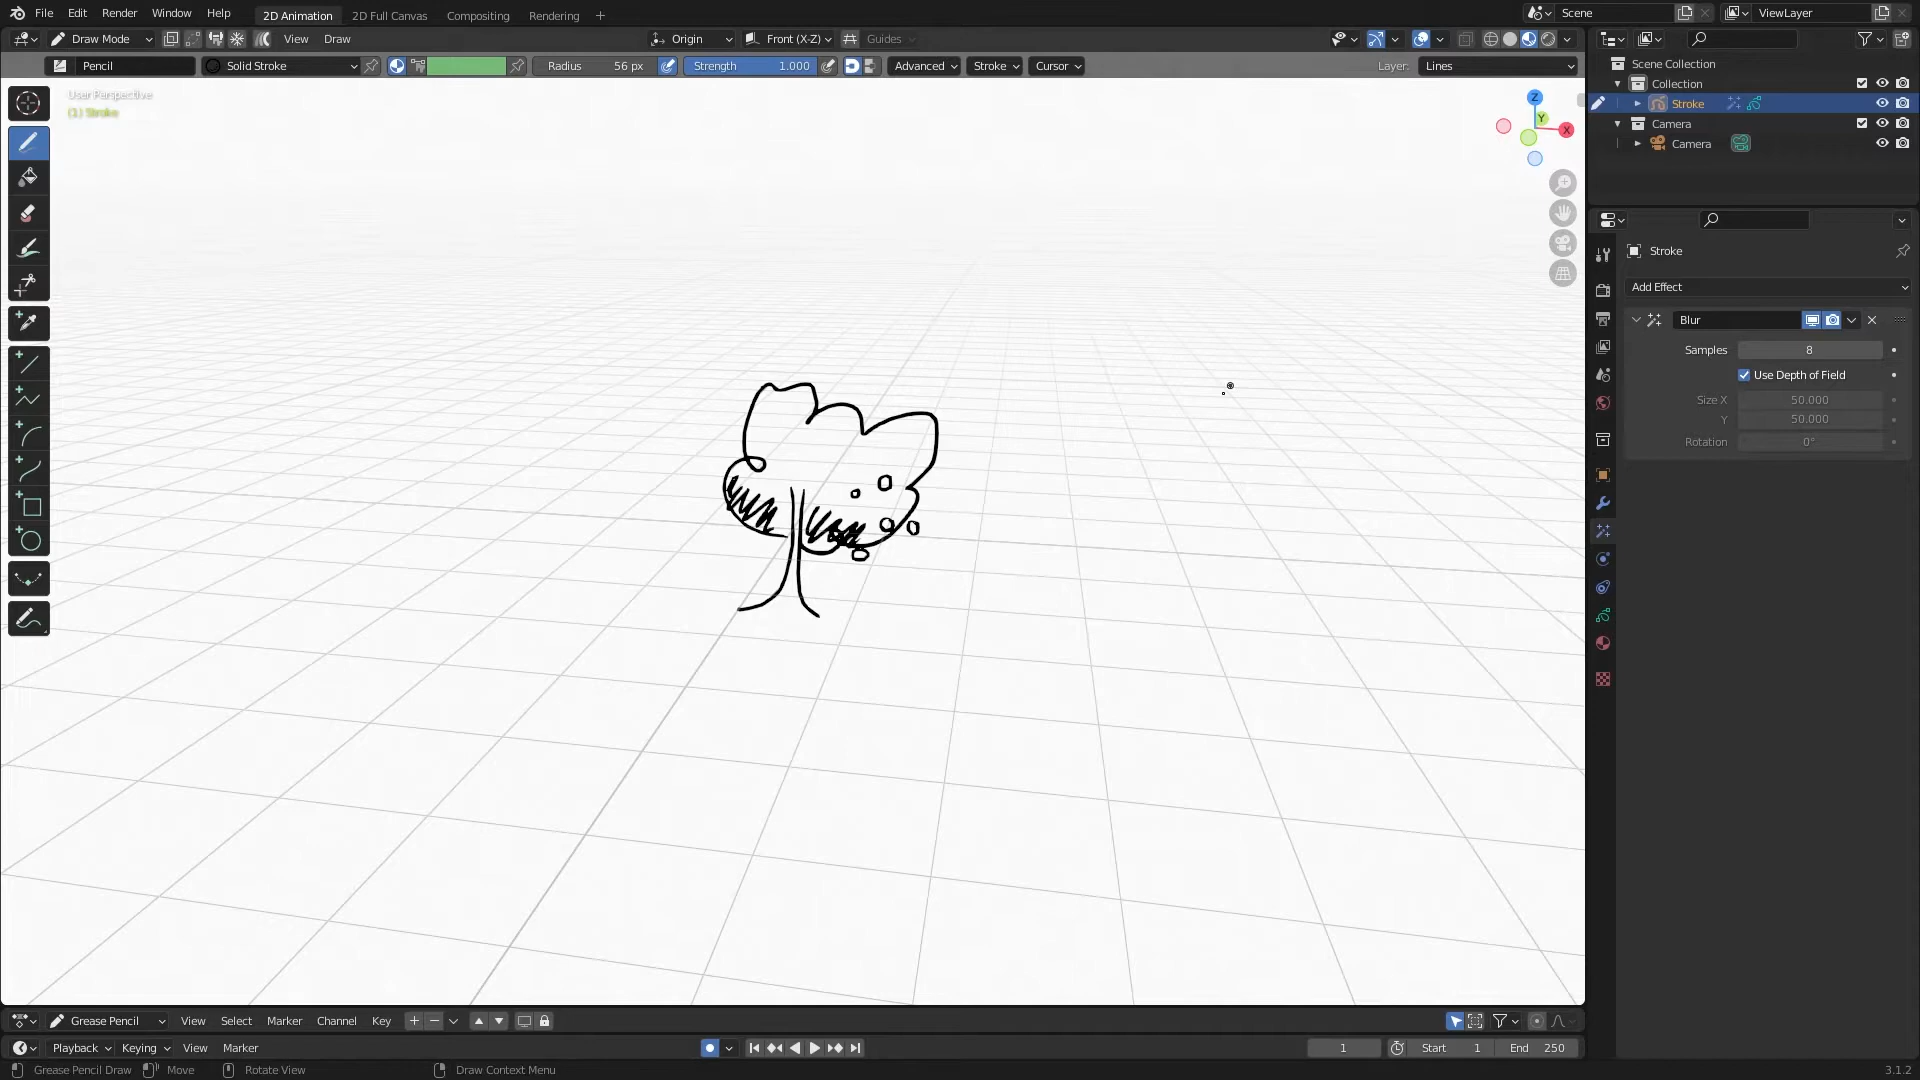 File Edit Render Window Help 2D Animation 2D Full Canvas Compositing Rendering + Scene ViewLayer
Draw Mode View Draw Origin Front (X-Z) Guides
Pencil Solid Stroke Radius 56 px Strength 1.000 Advanced Stroke Cursor Layer: Lines
User Perspective
(1) Stroke
Z
Y
X
Scene Collection
Collection
Stroke
Camera
Camera
Stroke
Add Effect
Blur
Samples 8
Use Depth of Field
Size X 50.000
Y 50.000
Rotation 0°
Grease Pencil View Select Marker Channel Key
Playback Keying View Marker 1 Start 1 End 250
Grease Pencil Draw Move Rotate View Draw Context Menu 3.1.2